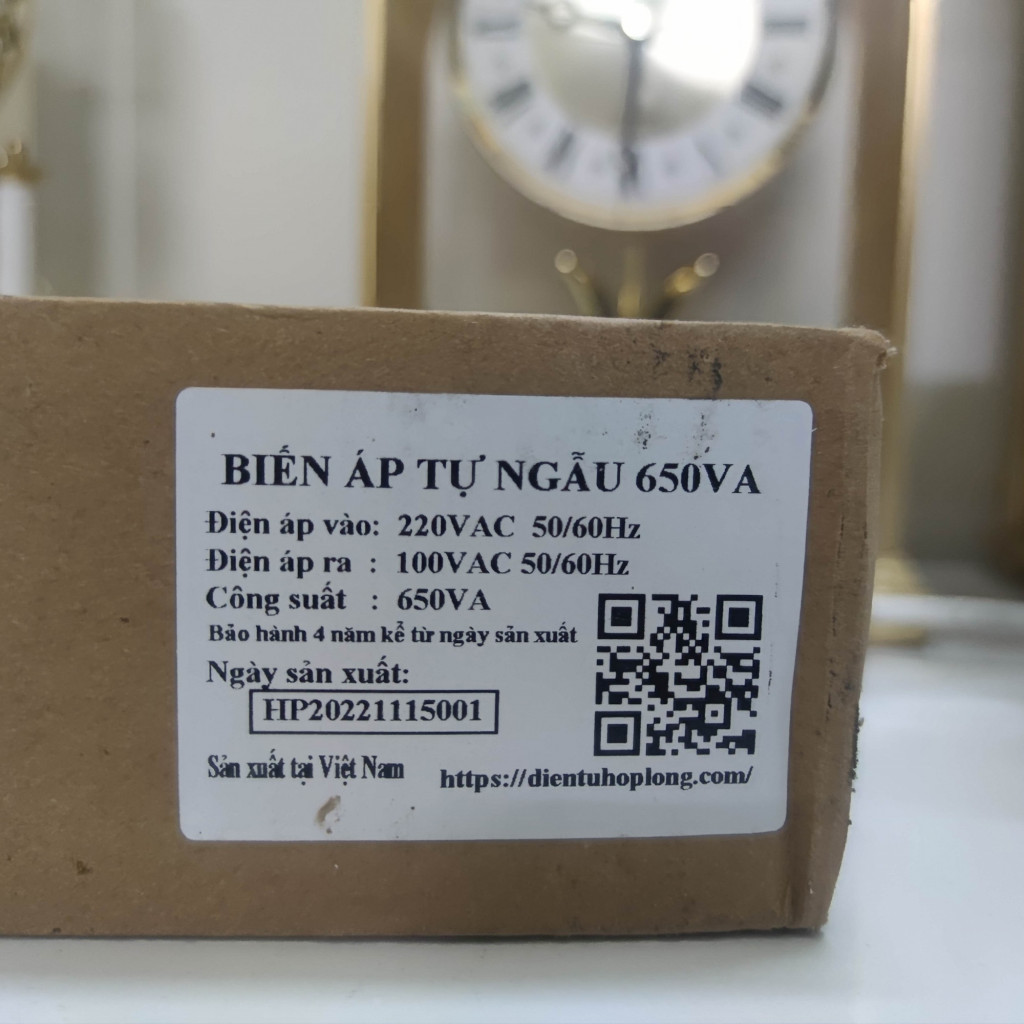 BIẾN ÁP TỰ NGẪU 650VA
Điện áp vào: 220VAC 50/60Hz
Điện áp ra : 100VAC 50/60Hz
Công suất : 650VA
Bảo hành 4 năm kể từ ngày sản xuất
Ngày sản xuất:
HP20221115001
Sản xuất tại Việt Nam
https://dientuhoplong.com/